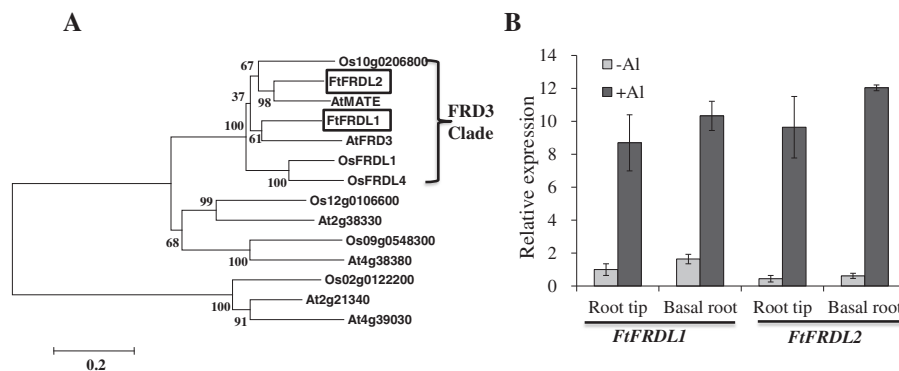 A
67
Os10g0206800
FtFRDL2
37
98
AtMATE
FtFRDL1
100
61
AtFRD3
OsFRDL1
100
OsFRDL4
FRD3
Clade
99
Os12g0106600
At2g38330
68
Os09g0548300
100
At4g38380
Os02g0122200
100
At2g21340
91
At4g39030
0.2
B
Relative expression
14
12
10
8
6
4
2
0
-Al
+Al
Root tip Basal root Root tip Basal root
FtFRDL1 FtFRDL2